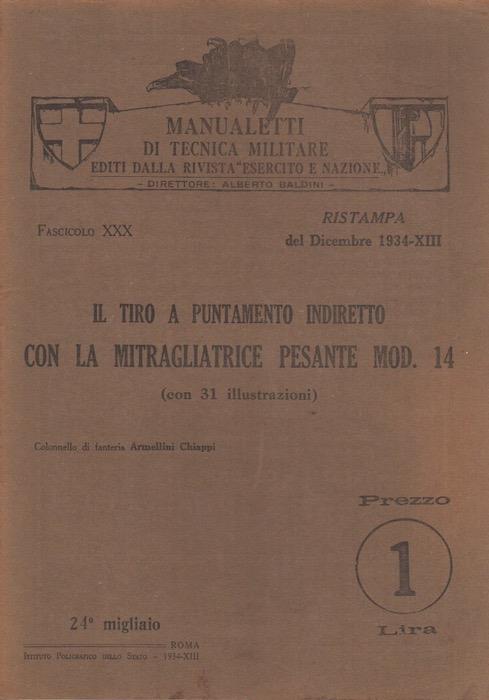 MANUALETTI
DI TECNICA MILITARE
EDITI DALLA RIVISTA "ESERCITO E NAZIONE"
- DIRETTORE: ALBERTO BALDINI -
FASCICOLO XXX
RISTAMPA
del Dicembre 1934-XIII
IL TIRO A PUNTAMENTO INDIRETTO
CON LA MITRAGLIATRICE PESANTE MOD. 14
(con 31 illustrazioni)
Colonnello di fanteria Armellini Chiappi
Prezzo
1
Lira
24° migliaio
ROMA
ISTITUTO POLIGRAFICO DELLO STATO - 1934-XIII